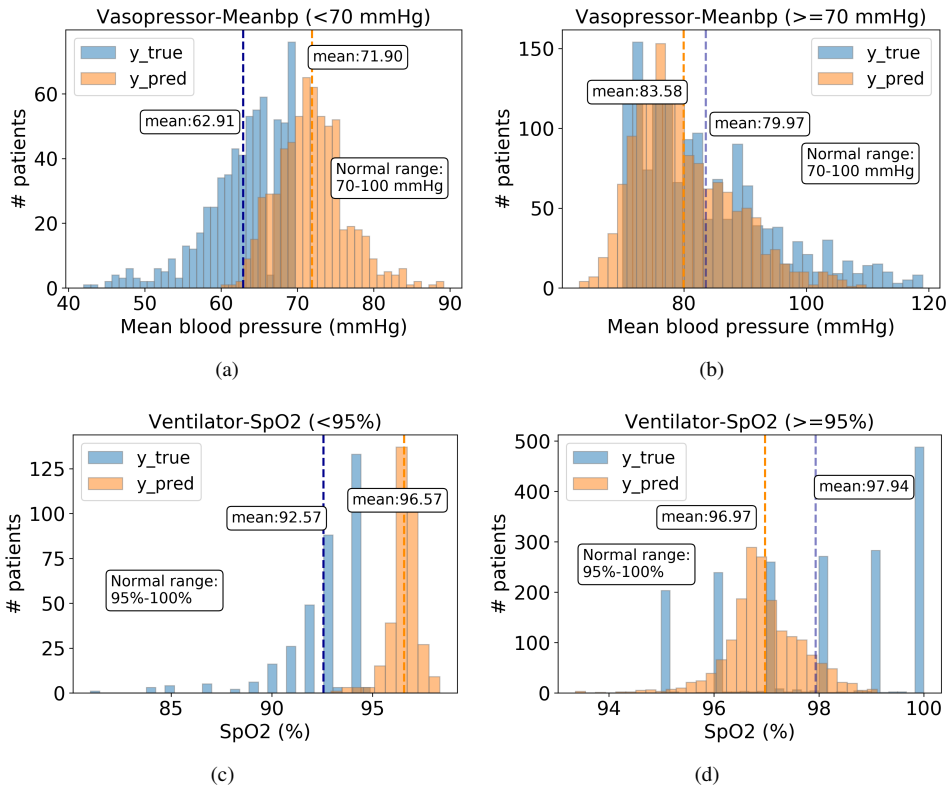 Vasopressor-Meanbp (<70 mmHg)
y_true
y_pred
mean:71.90
mean:62.91
Normal range:
70-100 mmHg
# patients
0
20
40
60
40
50
60
70
80
90
Mean blood pressure (mmHg)
(a)
Vasopressor-Meanbp (>=70 mmHg)
y_true
y_pred
mean:83.58
mean:79.97
Normal range:
70-100 mmHg
# patients
0
50
100
150
80
100
120
Mean blood pressure (mmHg)
(b)
Ventilator-SpO2 (<95%)
y_true
y_pred
mean:96.57
mean:92.57
Normal range:
95%-100%
# patients
0
25
50
75
100
125
85
90
95
SpO2 (%)
(c)
Ventilator-SpO2 (>=95%)
y_true
y_pred
mean:97.94
mean:96.97
Normal range:
95%-100%
# patients
0
100
200
300
400
500
94
96
98
100
SpO2 (%)
(d)